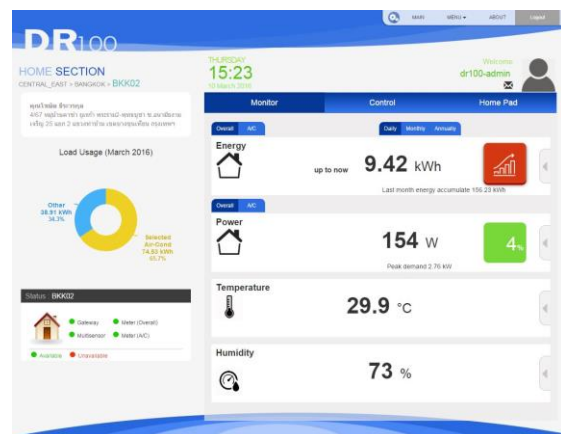 MAIN MENU ABOUT Logout
DR100
HOME SECTION
CENTRAL_EAST > BANGKOK > BKK02
THURSDAY
15:23
10 March 2016
Welcome
dr100-admin
Monitor Control Home Pad
Load Usage (March 2016)
Other
38.91 kWh
34.3%
Selected
Air-Cond
74.53 kWh
65.7%
Status : BKK02
Gateway Meter (Overall)
Multisensor Meter (A/C)
Available Unavailable
Overall A/C Daily Monthly Annually
Energy
up to now 9.42 kWh
Last month energy accumulate 106.23 kWh
Overall A/C
Power
154 W
4%
Peak demand 2.76 kW
Temperature
29.9 °C
Humidity
73 %